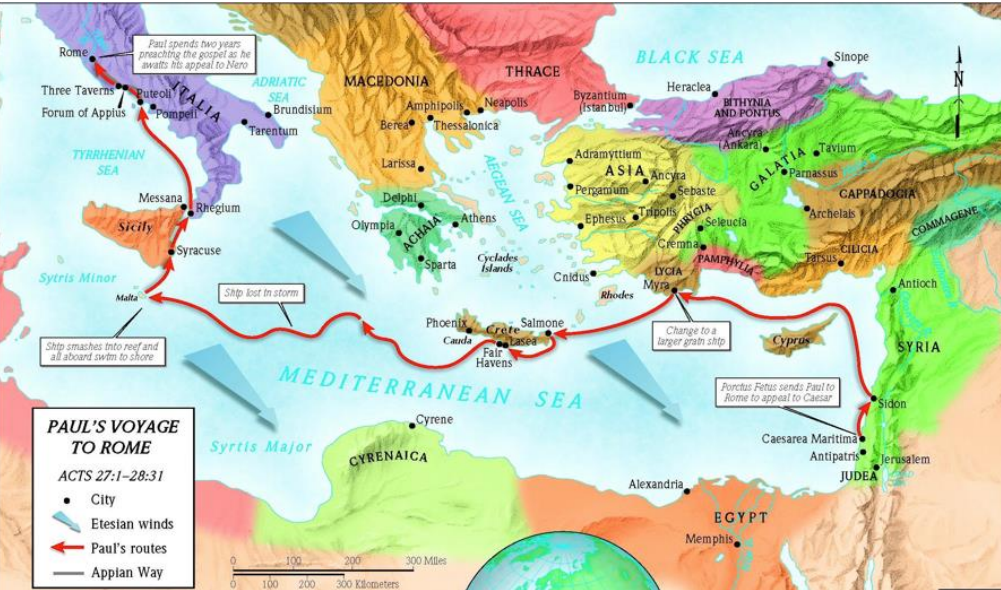 BLACK SEA
Sinope
N
THRACE
MACEDONIA
Rome
Paul spends two years
preaching the gospel as he
awaits his appeal to Nero
ADRIATIC
SEA
ITALIA
Three Taverns
Puteoli
Forum of Appius
Pompeii
Brundisium
Tarentum
Heraclea
Byzantium
(Istanbul)
BITHYNIA
AND PONTUS
Amphipolis
Neapolis
Berea
Thessalonica
Ancyra
(Ankara)
Tavium
GALATIA
Parnassus
TYRRHENIAN
SEA
Larissa
AEGEAN SEA
Adramyttium
ASIA
Ancyra
Pergamum
Sebaste
CAPPADOGIA
Archelais
COMMAGENE
Messana
Rhegium
Sicily
Syracuse
Delphi
Olympia
ACHAIA
Athens
Sparta
Cyclades
Islands
Ephesus
Tripolis
PHRYGIA
Seleucia
Cremna
PAMPHYLIA
CILICIA
Tarsus
Cnidus
LYCIA
Myra
Rhodes
Antioch
Sytris Minor
Malta
Ship lost in storm
Ship smashes into reef and
all aboard swim to shore
Phoenix
Crete
Salmone
Cauda
Lasea
Fair
Havens
Change to a
larger grain ship
Cyprus
SYRIA
MEDITERRANEAN SEA
Porctus Fetus sends Paul to
Rome to appeal to Caesar
Sidon
Caesarea Maritima
Antipatris
Jerusalem
JUDEA
Cyrene
Syrtis Major
CYRENAICA
Alexandria
EGYPT
Memphis
PAUL'S VOYAGE
TO ROME
ACTS 27:1–28:31
City
Etesian winds
Paul's routes
Appian Way
0 100 200 300 Miles
0 100 200 300 Kilometers